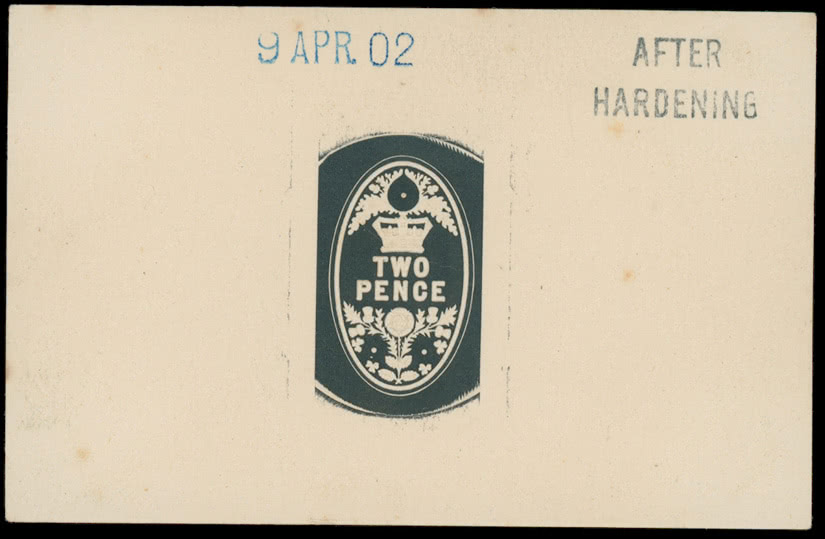 9 APR. 02
AFTER
HARDENING
TWO
PENCE